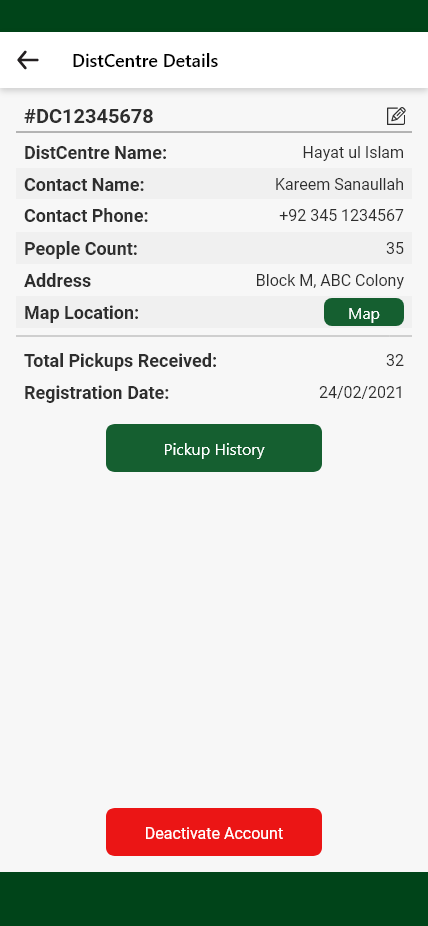 DistCentre Details
#DC12345678
DistCentre Name: Hayat ul Islam
Contact Name: Kareem Sanaullah
Contact Phone: +92 345 1234567
People Count: 35
Address Block M, ABC Colony
Map Location: Map
Total Pickups Received: 32
Registration Date: 24/02/2021
Pickup History
Deactivate Account